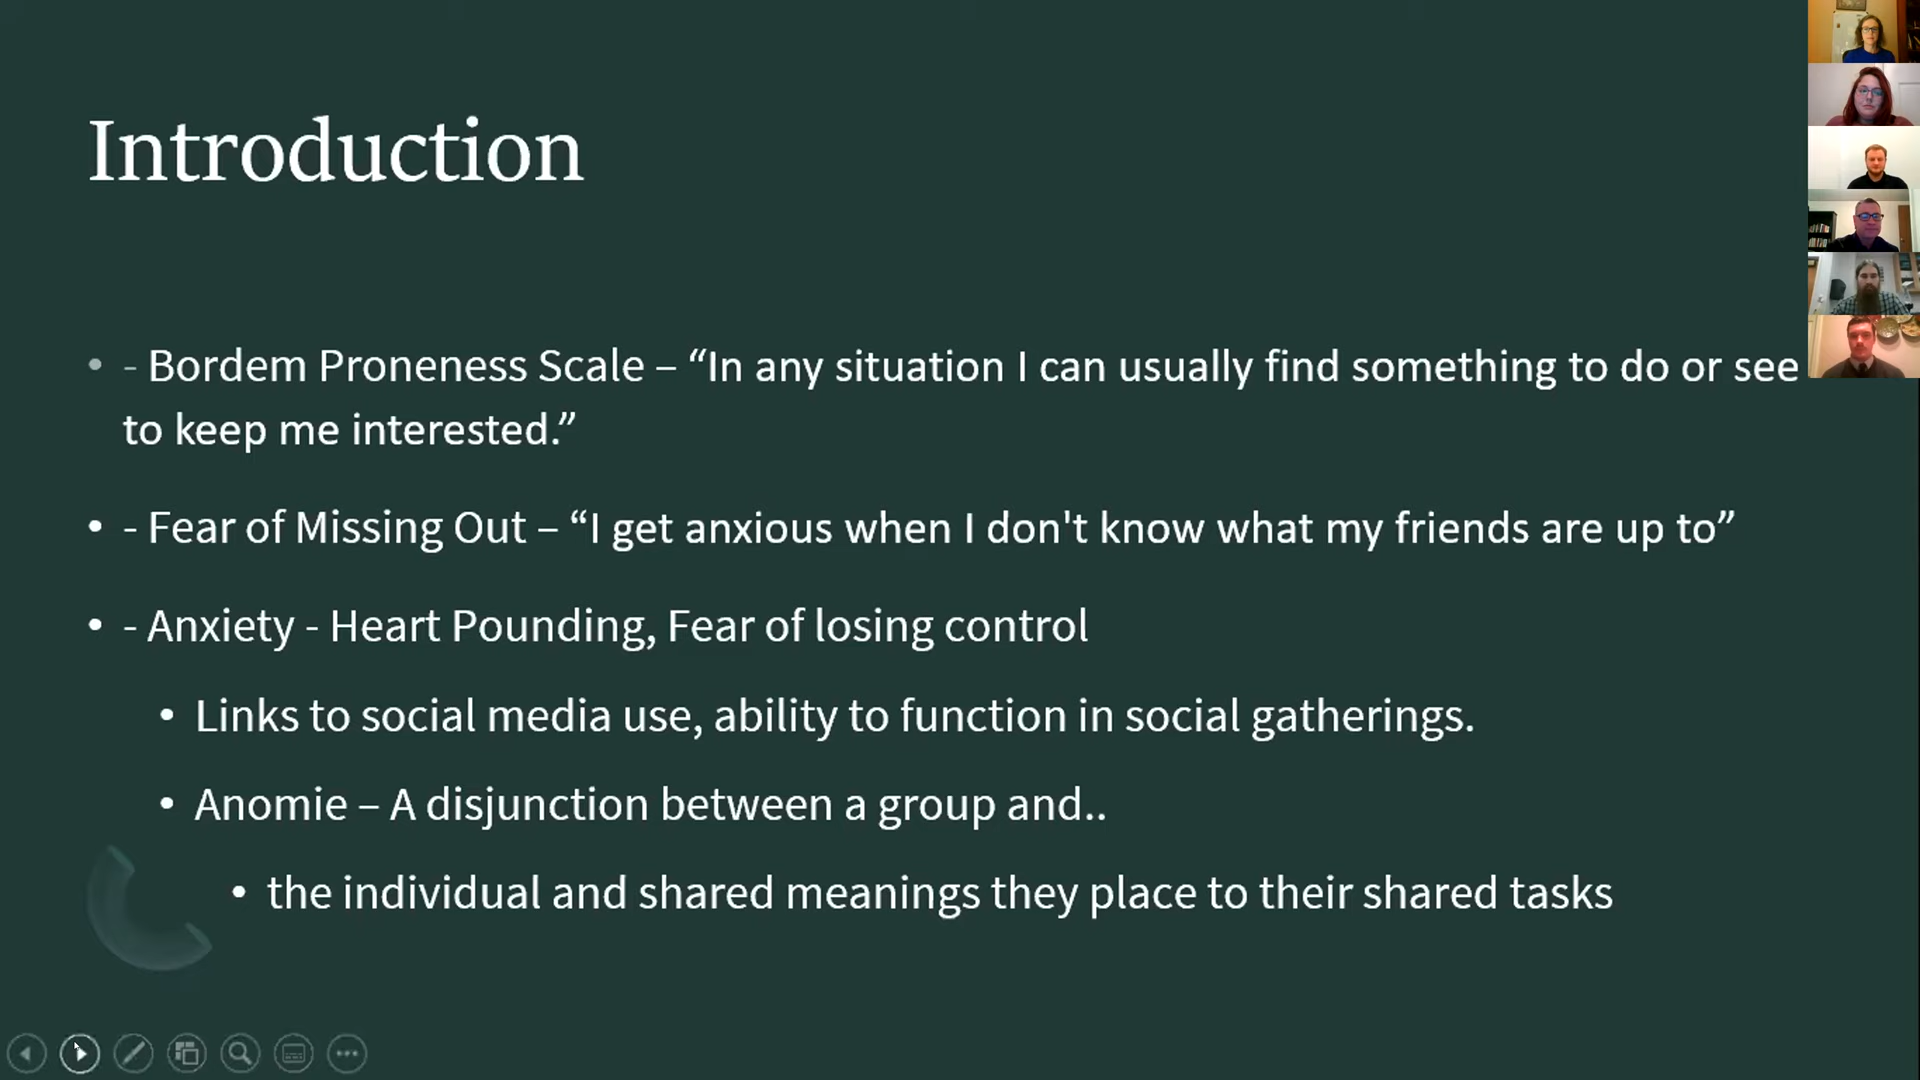 Introduction
• - Bordem Proneness Scale – “In any situation I can usually find something to do or see
to keep me interested.”
• - Fear of Missing Out – “I get anxious when I don't know what my friends are up to”
• - Anxiety - Heart Pounding, Fear of losing control
• Links to social media use, ability to function in social gatherings.
• Anomie – A disjunction between a group and..
• the individual and shared meanings they place to their shared tasks